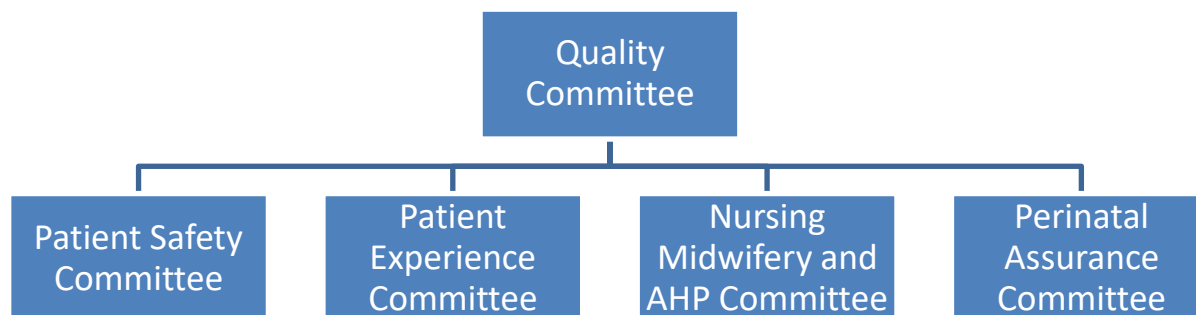 Quality
Committee
Patient Safety
Committee
Patient
Experience
Committee
Nursing
Midwifery and
AHP Committee
Perinatal
Assurance
Committee